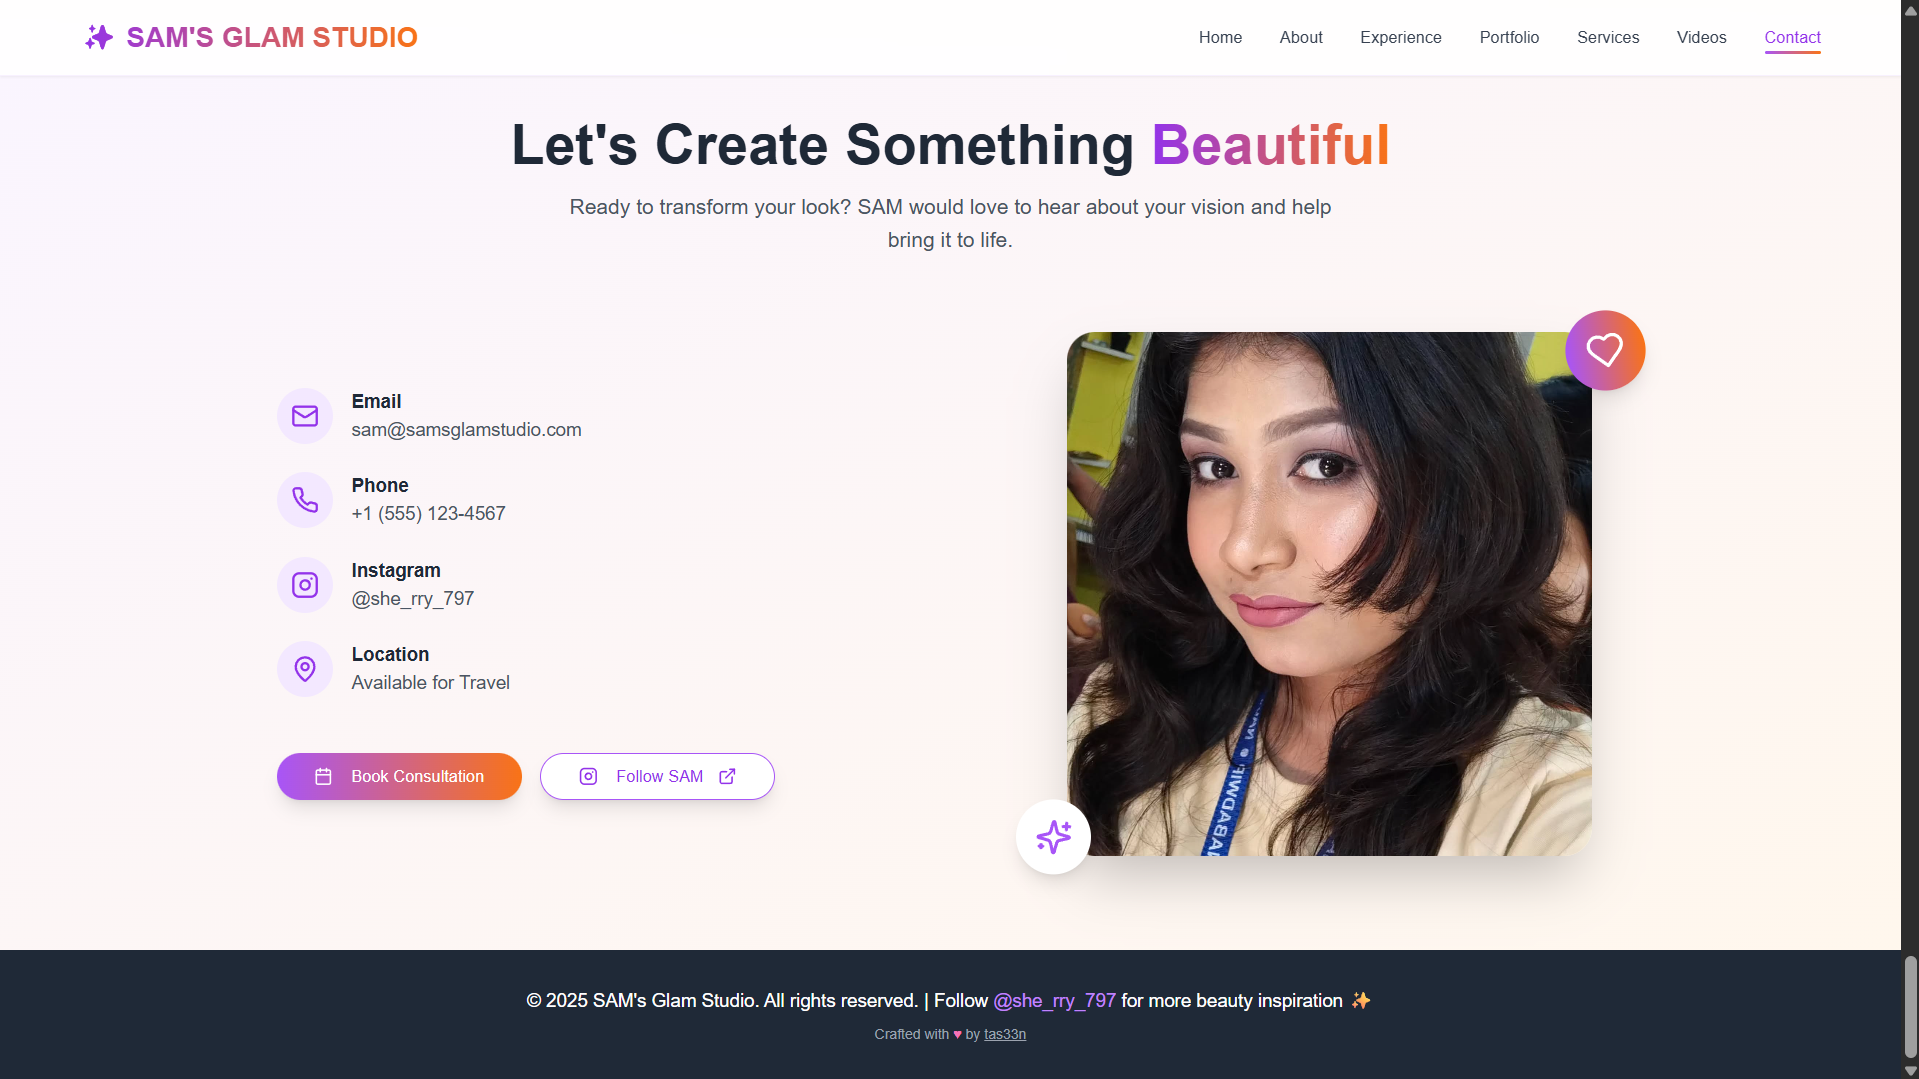 SAM'S GLAM STUDIO
Home
About
Experience
Portfolio
Services
Videos
Contact
Let's Create Something Beautiful
Ready to transform your look? SAM would love to hear about your vision and help
bring it to life.
Email
sam@samsglamstudio.com
Phone
+1 (555) 123-4567
Instagram
@she_rry_797
Location
Available for Travel
Book Consultation
Follow SAM
© 2025 SAM's Glam Studio. All rights reserved. | Follow @she_rry_797 for more beauty inspiration ✨
Crafted with ♥ by tas33n